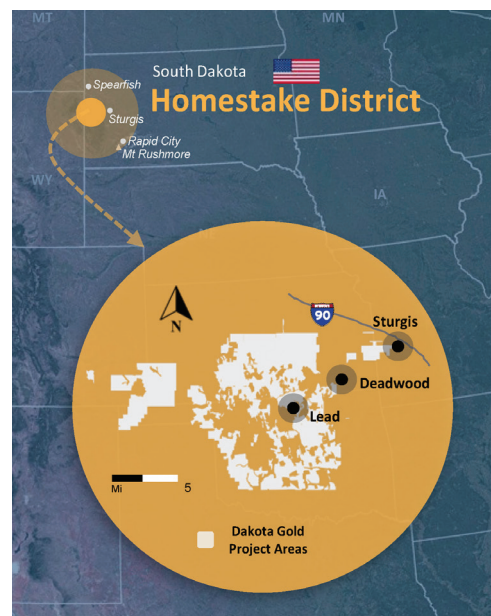 MT
MN
South Dakota
Homestake District
Spearfish
Sturgis
Rapid City
Mt Rushmore
WY
IA
N
90
Sturgis
Deadwood
Lead
Mi
5
Dakota Gold
Project Areas